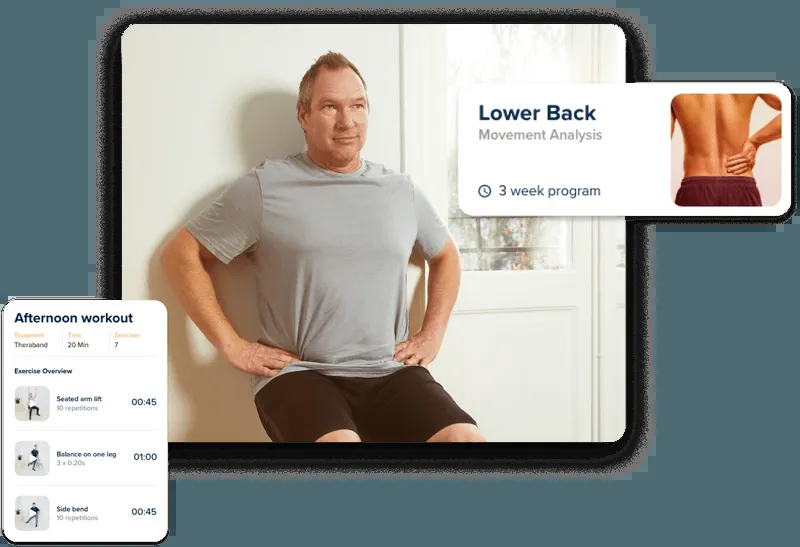 Lower Back
Movement Analysis
3 week program
Afternoon workout
Equipment Time Exercises
Theraband 20 Min 7
Exercise Overview
Seated arm lift
10 repetitions
00:45
Balance on one leg
3 x 0:20s
01:00
Side bend
10 repetitions
00:45